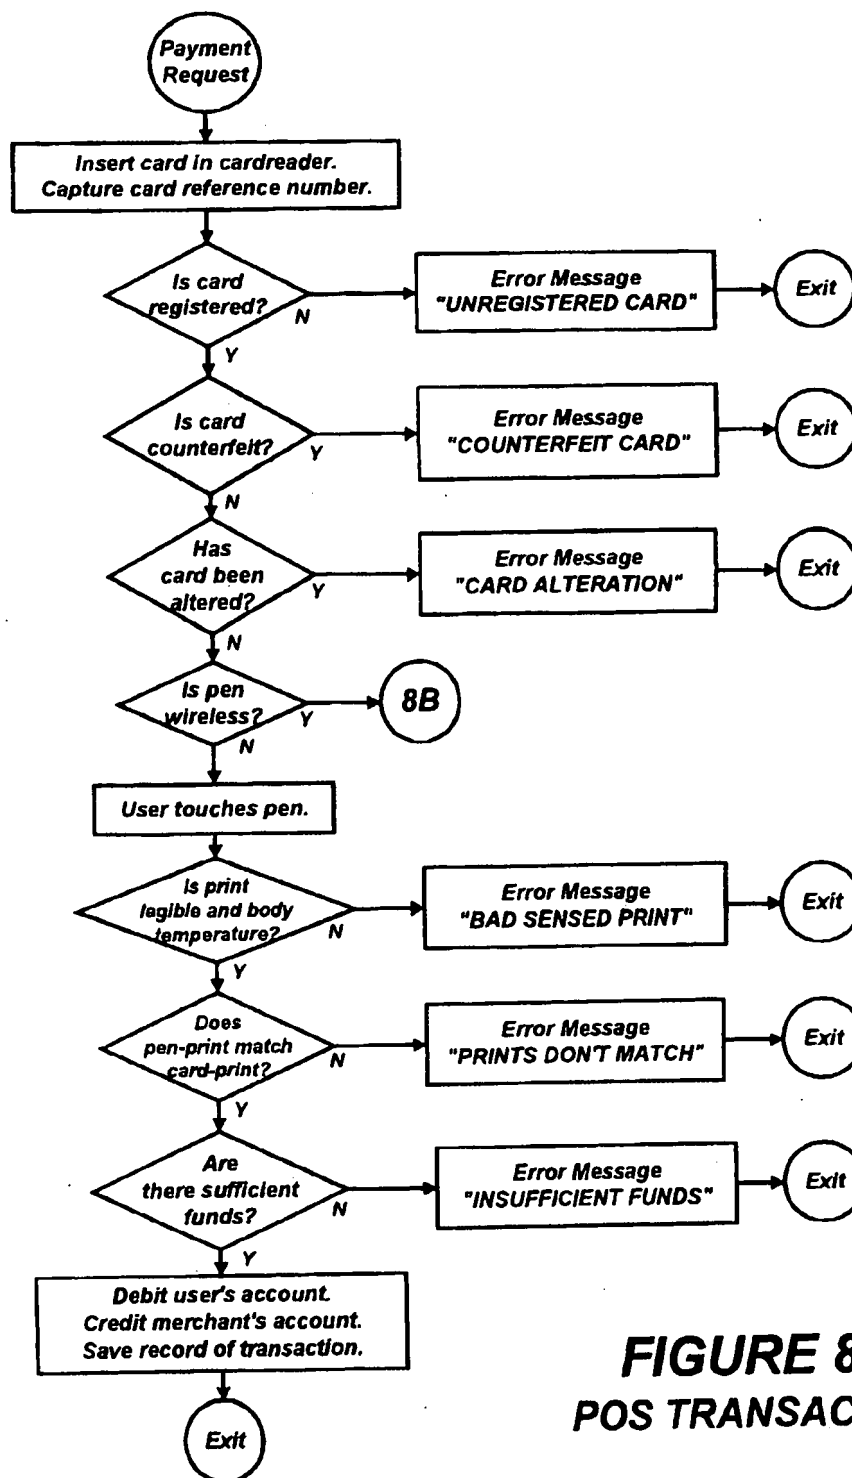 Payment
Request
Insert card in cardreader.
Capture card reference number.
Is card
registered?
N
Error Message
"UNREGISTERED CARD"
Exit
Y
Is card
counterfeit?
Y
Error Message
"COUNTERFEIT CARD"
Exit
N
Has
card been
altered?
Y
Error Message
"CARD ALTERATION"
Exit
N
Is pen
wireless?
Y
8B
N
User touches pen.
Is print
legible and body
temperature?
N
Error Message
"BAD SENSED PRINT"
Exit
Y
Does
pen-print match
card-print?
N
Error Message
"PRINTS DON'T MATCH"
Exit
Y
Are
there sufficient
funds?
N
Error Message
"INSUFFICIENT FUNDS"
Exit
Y
Debit user's account.
Credit merchant's account.
Save record of transaction.
Exit
FIGURE 8
POS TRANSAC